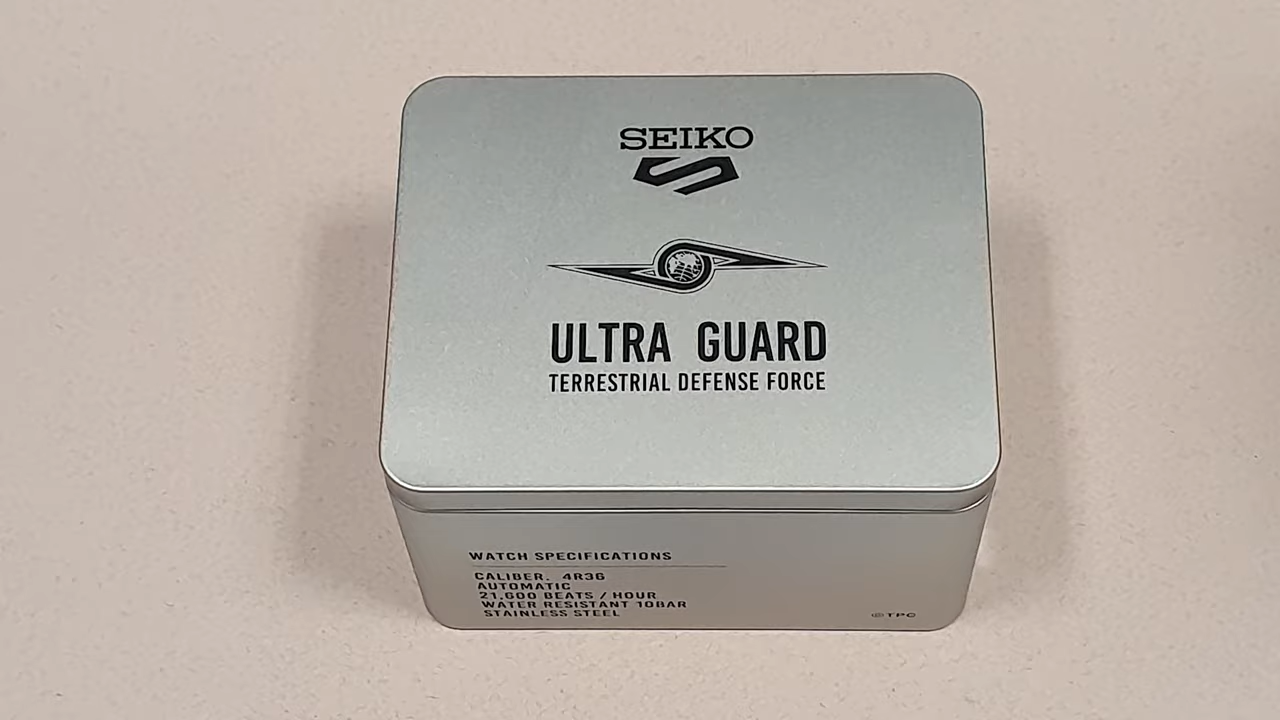 SEIKO
ULTRA GUARD
TERRESTRIAL DEFENSE FORCE
WATCH SPECIFICATIONS
CALIBER. 4R36
AUTOMATIC
21,600 BEATS / HOUR
WATER RESISTANT 10BAR
STAINLESS STEEL
©TPC